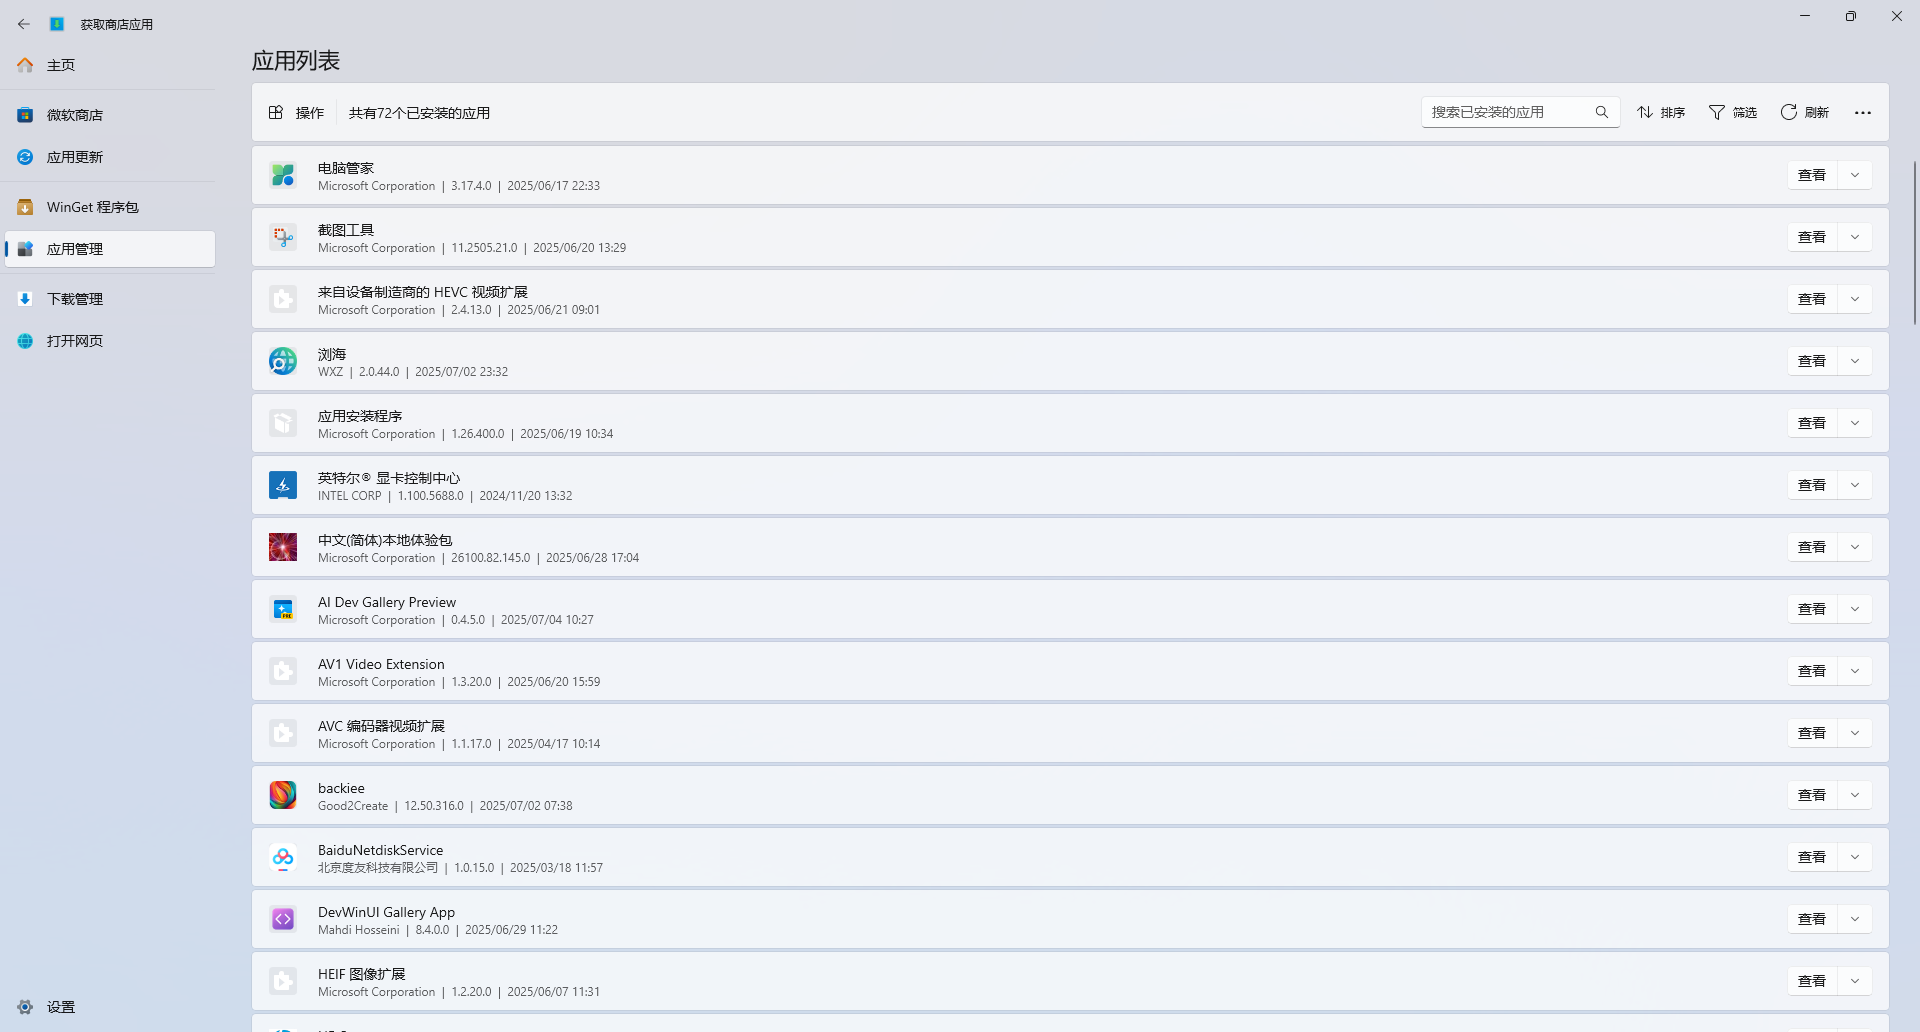 获取商店应用
主页
微软商店
应用更新
WinGet 程序包
应用管理
下载管理
打开网页
设置
应用列表
操作
共有72个已安装的应用
搜索已安装的应用
排序
筛选
刷新
电脑管家
Microsoft Corporation | 3.17.4.0 | 2025/06/17 22:33
查看
截图工具
Microsoft Corporation | 11.2505.21.0 | 2025/06/20 13:29
查看
来自设备制造商的 HEVC 视频扩展
Microsoft Corporation | 2.4.13.0 | 2025/06/21 09:01
查看
浏海
WXZ | 2.0.44.0 | 2025/07/02 23:32
查看
应用安装程序
Microsoft Corporation | 1.26.400.0 | 2025/06/19 10:34
查看
英特尔® 显卡控制中心
INTEL CORP | 1.100.5688.0 | 2024/11/20 13:32
查看
中文(简体)本地体验包
Microsoft Corporation | 26100.82.145.0 | 2025/06/28 17:04
查看
AI Dev Gallery Preview
Microsoft Corporation | 0.4.5.0 | 2025/07/04 10:27
查看
AV1 Video Extension
Microsoft Corporation | 1.3.20.0 | 2025/06/20 15:59
查看
AVC 编码器视频扩展
Microsoft Corporation | 1.1.17.0 | 2025/04/17 10:14
查看
backiee
Good2Create | 12.50.316.0 | 2025/07/02 07:38
查看
BaiduNetdiskService
北京度友科技有限公司 | 1.0.15.0 | 2025/03/18 11:57
查看
DevWinUI Gallery App
Mahdi Hosseini | 8.4.0.0 | 2025/06/29 11:22
查看
HEIF 图像扩展
Microsoft Corporation | 1.2.20.0 | 2025/06/07 11:31
查看